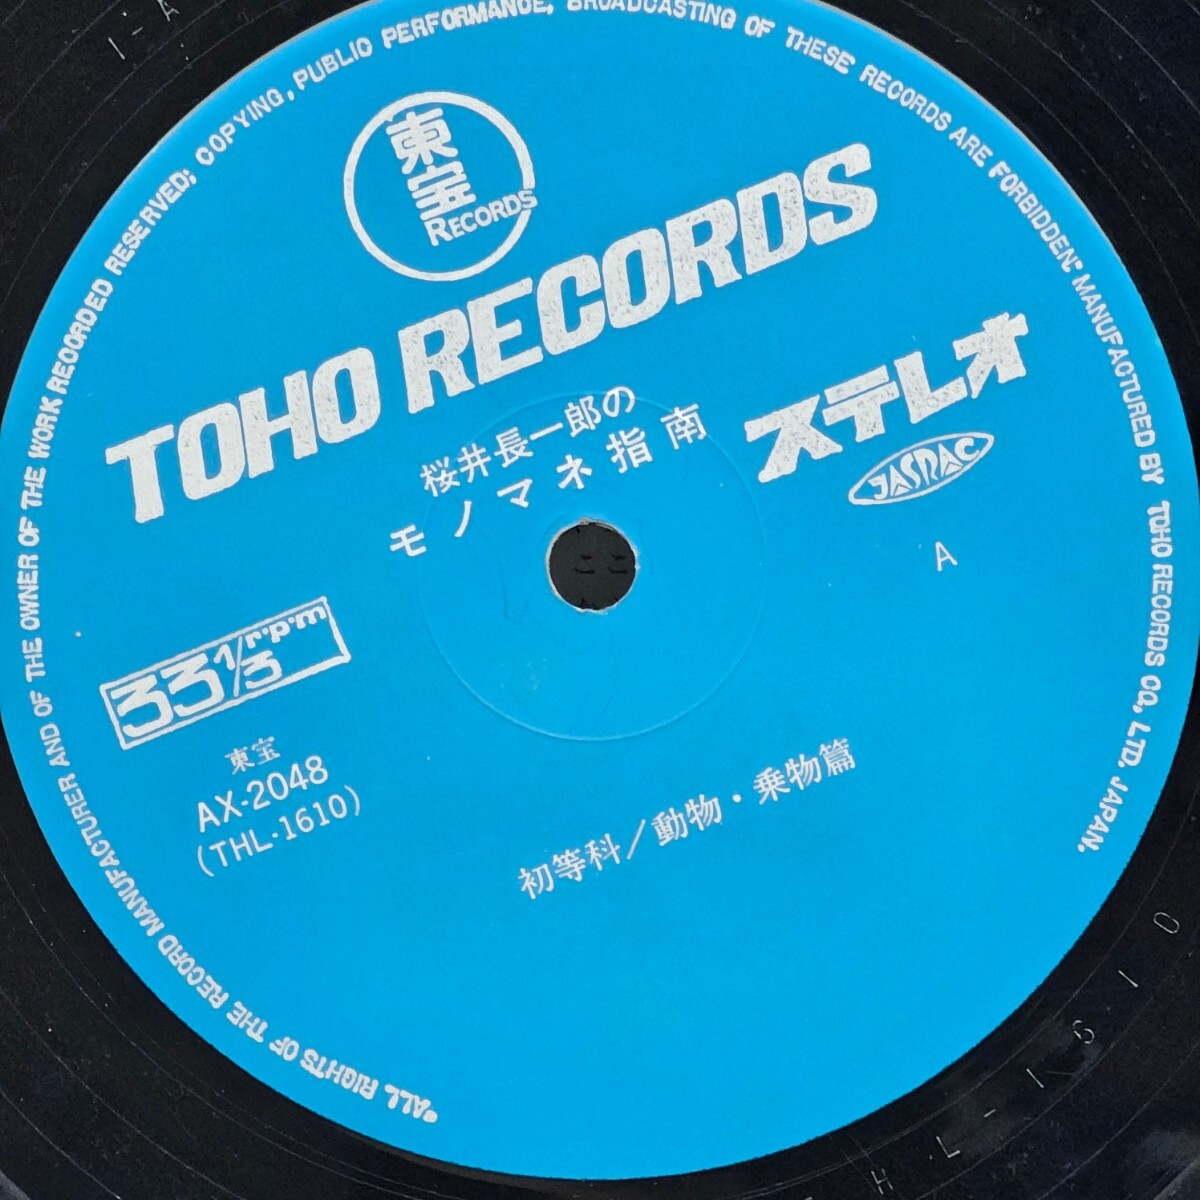 東宝
RECORDS
TOHO RECORDS
桜井長一郎の
モノマネ指南
ステレオ
JASRAC
A
33 1/3 r.p.m
東宝
AX-2048
(THL-1610)
初等科/動物・乗物篇
*ALL RIGHTS OF THE RECORD MANUFACTURER AND OF THE OWNER OF THE WORK RECORDED RESERVED; COPYING, PUBLIC PERFORMANCE, BROADCASTING OF THESE RECORDS ARE FORBIDDEN." MANUFACTURED BY TOHO RECORDS CO., LTD. JAPAN.